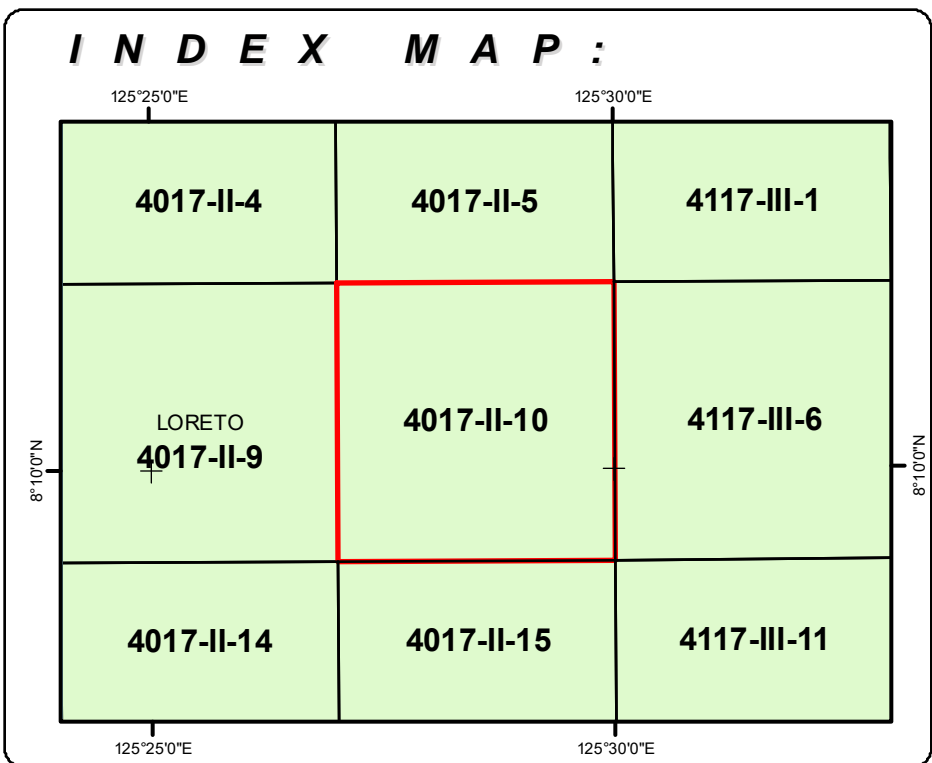 INDEX MAP:
125°25'0"E 125°30'0"E
4017-II-4 4017-II-5 4117-III-1
LORETO
4017-II-9 4017-II-10 4117-III-6
8°10'0"N 8°10'0"N
4017-II-14 4017-II-15 4117-III-11
125°25'0"E 125°30'0"E